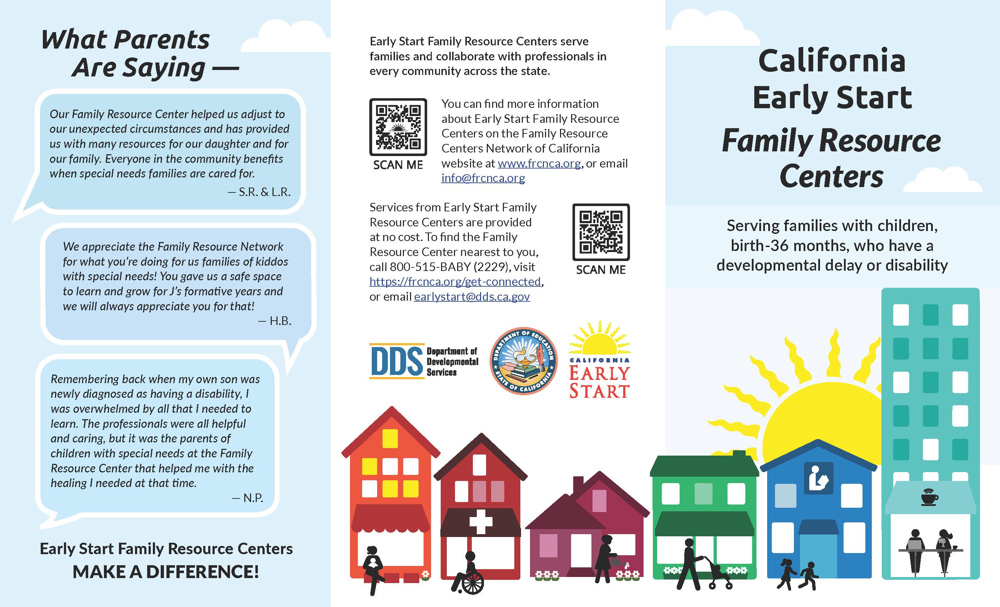 What Parents
Are Saying —
Our Family Resource Center helped us adjust to
our unexpected circumstances and has provided
us with many resources for our daughter and for
our family. Everyone in the community benefits
when special needs families are cared for.
— S.R. & L.R.
We appreciate the Family Resource Network
for what you’re doing for us families of kiddos
with special needs! You gave us a safe space
to learn and grow for J’s formative years and
we will always appreciate you for that!
— H.B.
Remembering back when my own son was
newly diagnosed as having a disability, I
was overwhelmed by all that I needed to
learn. The professionals were all helpful
and caring, but it was the parents of
children with special needs at the Family
Resource Center that helped me with the
healing I needed at that time.
— N.P.
Early Start Family Resource Centers
MAKE A DIFFERENCE!
Early Start Family Resource Centers serve
families and collaborate with professionals in
every community across the state.
SCAN ME
You can find more information
about Early Start Family Resource
Centers on the Family Resource
Centers Network of California
website at www.frcnca.org, or email
info@frcnca.org
Services from Early Start Family
Resource Centers are provided
at no cost. To find the Family
Resource Center nearest to you,
call 800-515-BABY (2229), visit
https://frcnca.org/get-connected,
or email earlystart@dds.ca.gov
SCAN ME
DDS
Department of
Developmental
Services
DEPARTMENT OF EDUCATION
STATE OF CALIFORNIA
CALIFORNIA
EARLY
START
California
Early Start
Family Resource
Centers
Serving families with children,
birth-36 months, who have a
developmental delay or disability